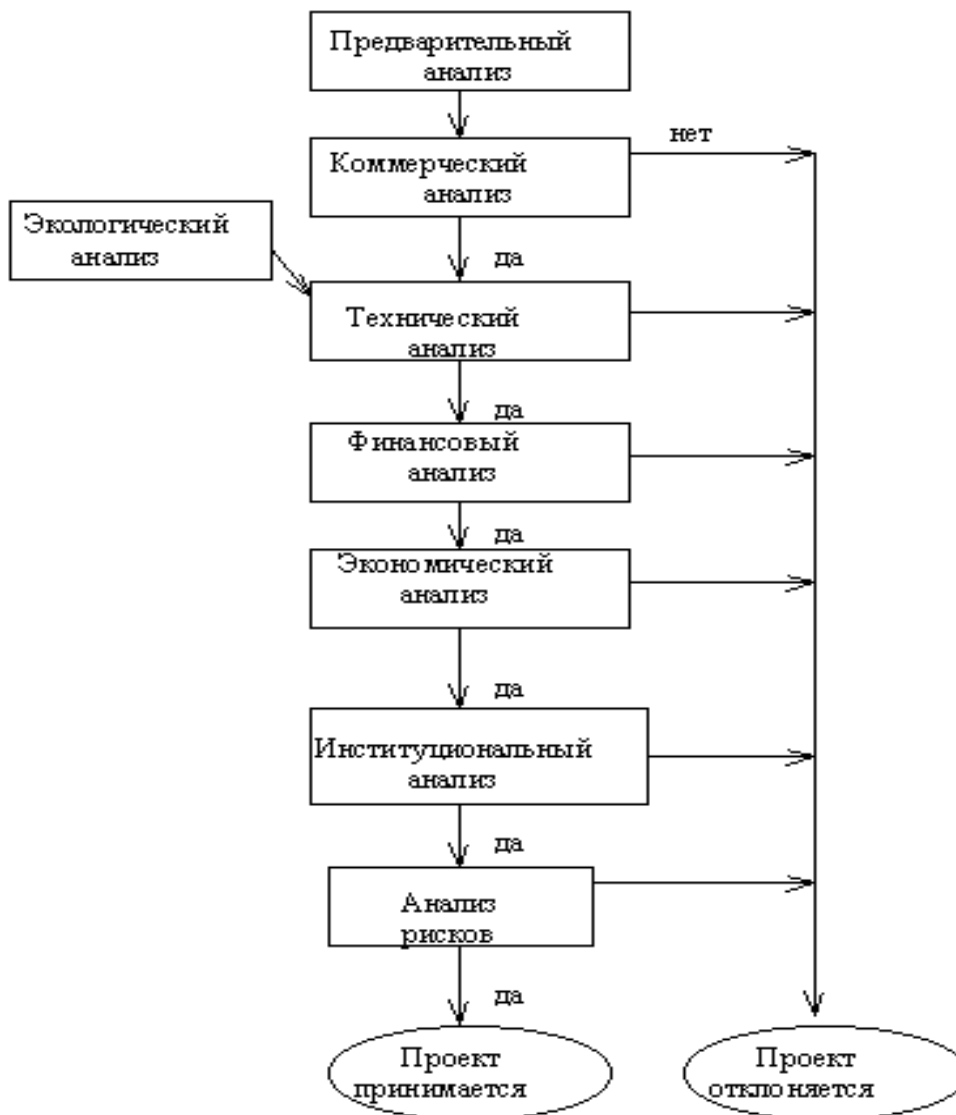 Предварительный
анализ
нет
Коммерческий
анализ
Экологический
анализ
да
Технический
анализ
да
Финансовый
анализ
да
Экономический
анализ
да
Институциональный
анализ
да
Анализ
рисков
да
Проект
принимается
Проект
отклоняется